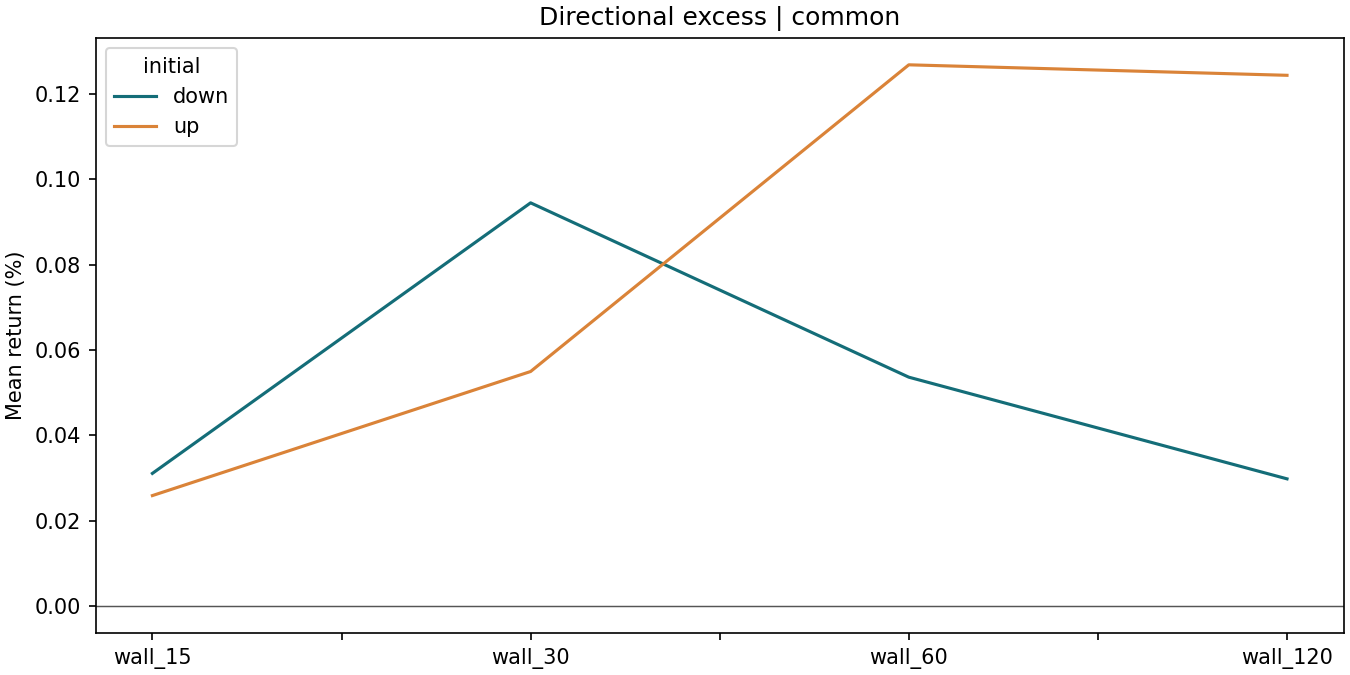 Directional excess | common
initial
down
up
Mean return (%)
0.12
0.10
0.08
0.06
0.04
0.02
0.00
wall_15 wall_30 wall_60 wall_120